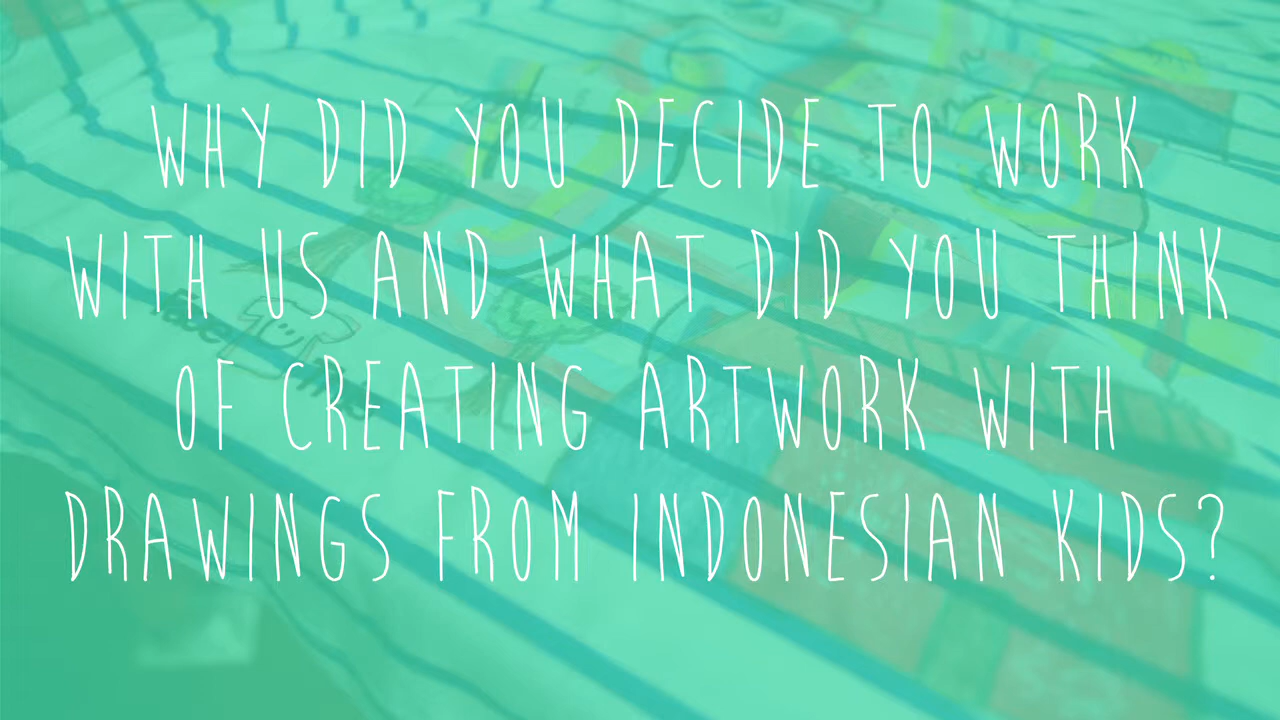 WHY DID YOU DECIDE TO WORK
WITH US AND WHAT DID YOU THINK
OF CREATING ARTWORK WITH
DRAWINGS FROM INDONESIAN KIDS?